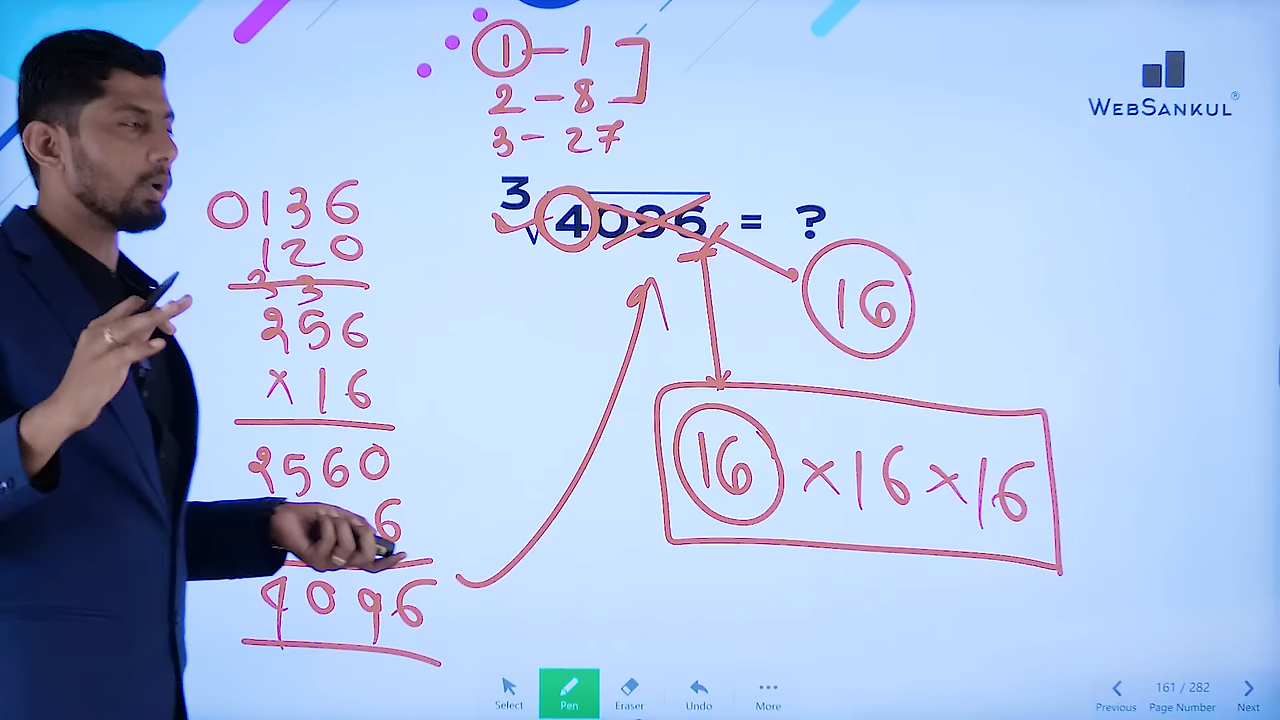 1 - 1
2 - 8
3 - 27
WEBSANKUL®
∛4096 = ?
16
0136
120
256
× 16
2560
6
4096
16 × 16 × 16
Select
Pen
Eraser
Undo
More
Previous
161 / 282
Page Number
Next